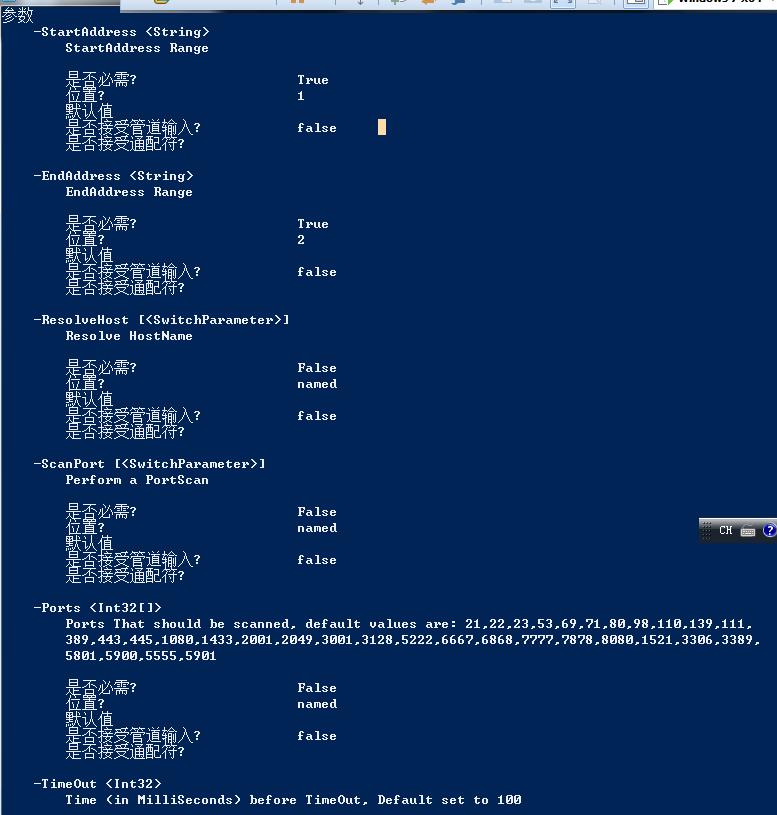 参数
-StartAddress <String>
StartAddress Range
是否必需? True
位置? 1
默认值
是否接受管道输入? false
是否接受通配符?
-EndAddress <String>
EndAddress Range
是否必需? True
位置? 2
默认值
是否接受管道输入? false
是否接受通配符?
-ResolveHost [<SwitchParameter>]
Resolve HostName
是否必需? False
位置? named
默认值
是否接受管道输入? false
是否接受通配符?
-ScanPort [<SwitchParameter>]
Perform a PortScan
是否必需? False
位置? named
默认值
是否接受管道输入? false
是否接受通配符?
CH
-Ports <Int32[]>
Ports That should be scanned, default values are: 21,22,23,53,69,71,80,98,110,139,111,
389,443,445,1080,1433,2001,2049,3001,3128,5222,6667,6868,7777,7878,8080,1521,3306,3389,
5801,5900,5555,5901
是否必需? False
位置? named
默认值
是否接受管道输入? false
是否接受通配符?
-TimeOut <Int32>
Time (in MilliSeconds) before TimeOut, Default set to 100